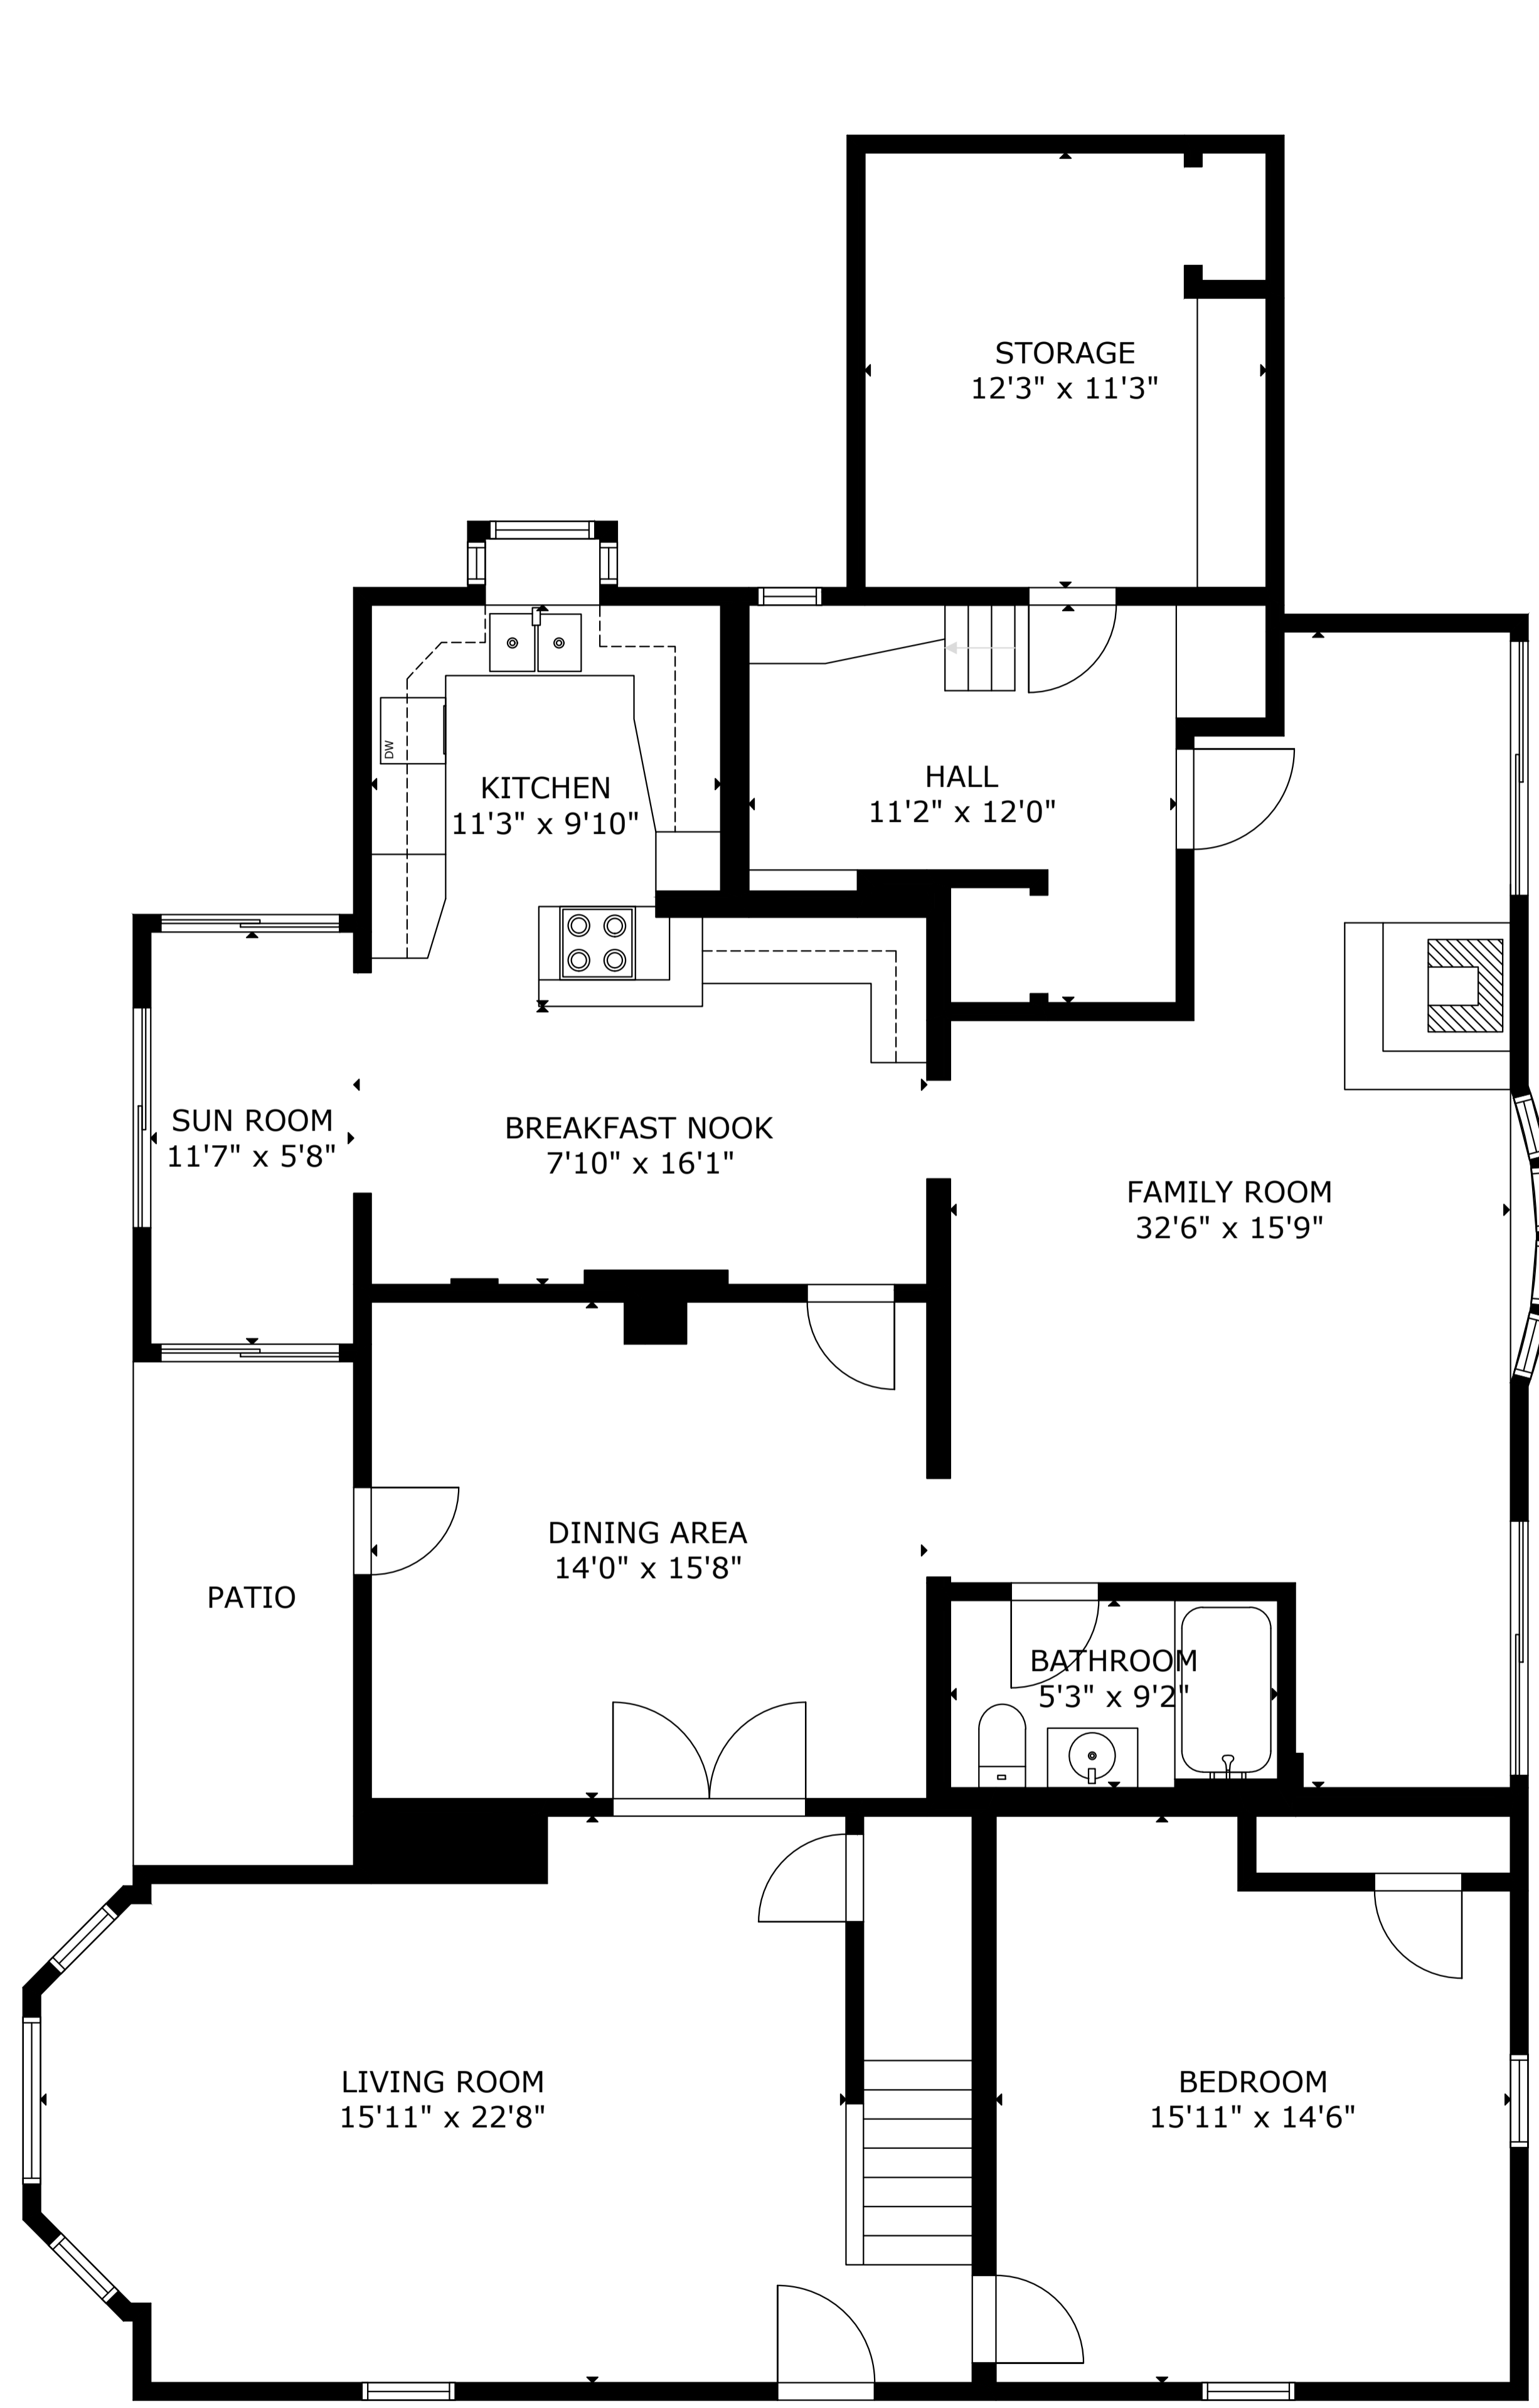 STORAGE
12'3" x 11'3"
DW
KITCHEN
11'3" x 9'10"
HALL
11'2" x 12'0"
SUN ROOM
11'7" x 5'8"
BREAKFAST NOOK
7'10" x 16'1"
FAMILY ROOM
32'6" x 15'9"
DINING AREA
14'0" x 15'8"
PATIO
BATHROOM
5'3" x 9'2"
LIVING ROOM
15'11" x 22'8"
BEDROOM
15'11" x 14'6"